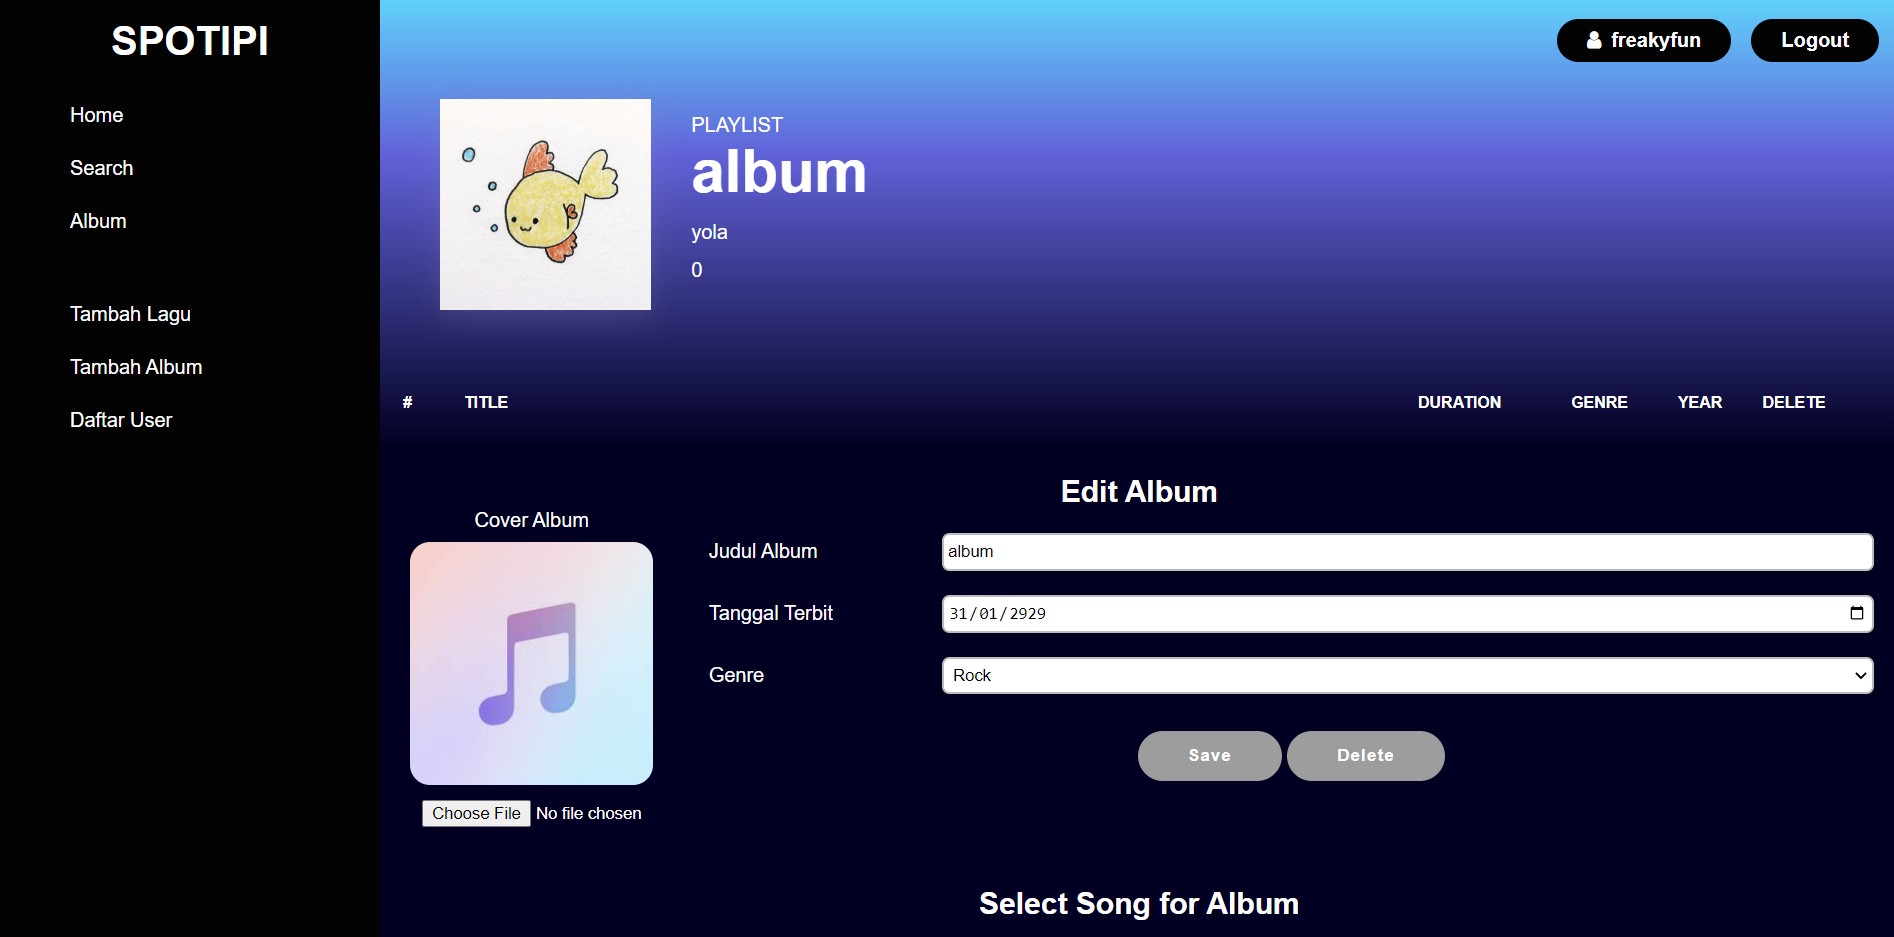 SPOTIPI
Home
Search
Album
Tambah Lagu
Tambah Album
Daftar User
freakyfun
Logout
PLAYLIST
album
yola
0
# TITLE DURATION GENRE YEAR DELETE
Edit Album
Cover Album
Judul Album album
Tanggal Terbit 31/01/2929
Genre Rock
Save Delete
Choose File No file chosen
Select Song for Album